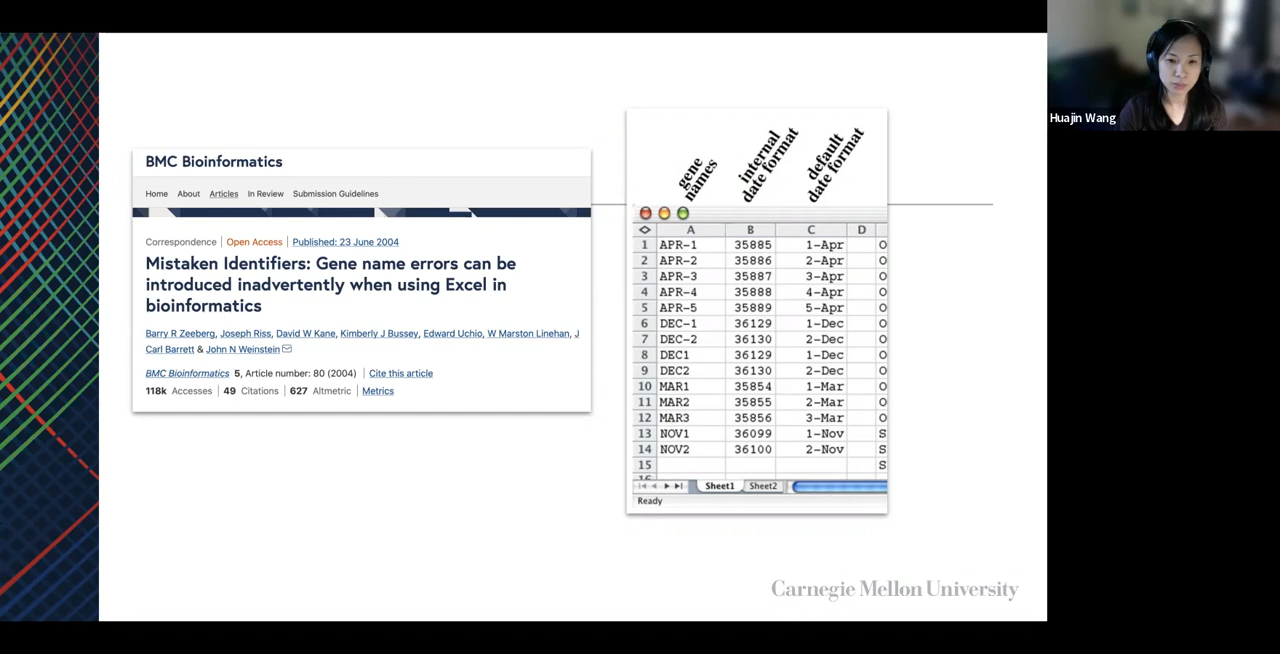 BMC Bioinformatics
Home About Articles In Review Submission Guidelines
Correspondence | Open Access | Published: 23 June 2004
Mistaken Identifiers: Gene name errors can be
introduced inadvertently when using Excel in
bioinformatics
Barry R Zeeberg, Joseph Riss, David W Kane, Kimberly J Bussey, Edward Uchio, W Marston Linehan, J
Carl Barrett & John N Weinstein
BMC Bioinformatics 5, Article number: 80 (2004) | Cite this article
118k Accesses | 49 Citations | 627 Altmetric | Metrics
gene
names
internal
date format
default
date format
A B C D
1 APR-1 35885 1-Apr O
2 APR-2 35886 2-Apr O
3 APR-3 35887 3-Apr O
4 APR-4 35888 4-Apr O
5 APR-5 35889 5-Apr O
6 DEC-1 36129 1-Dec O
7 DEC-2 36130 2-Dec O
8 DEC1 36129 1-Dec O
9 DEC2 36130 2-Dec O
10 MAR1 35854 1-Mar O
11 MAR2 35855 2-Mar O
12 MAR3 35856 3-Mar O
13 NOV1 36099 1-Nov S
14 NOV2 36100 2-Nov S
15 S
Sheet1 Sheet2
Ready
Carnegie Mellon University
Huajin Wang